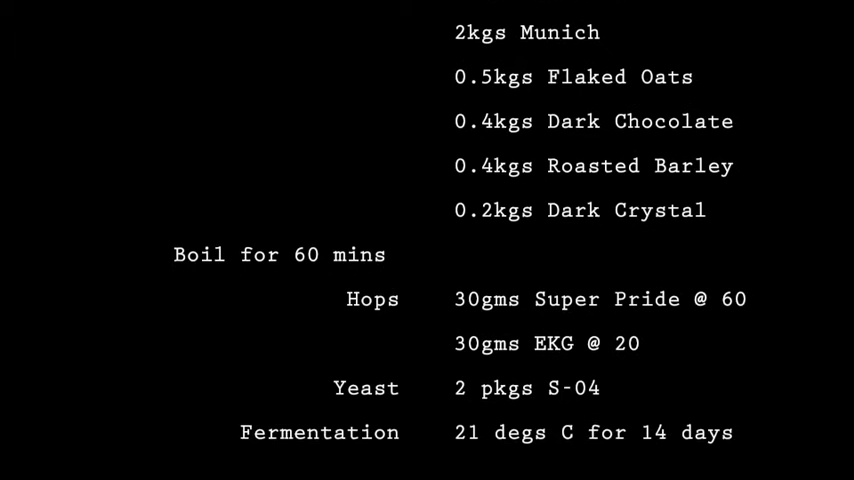 2kgs Munich
0.5kgs Flaked Oats
0.4kgs Dark Chocolate
0.4kgs Roasted Barley
0.2kgs Dark Crystal
Boil for 60 mins
Hops 30gms Super Pride @ 60
30gms EKG @ 20
Yeast 2 pkgs S-04
Fermentation 21 degs C for 14 days